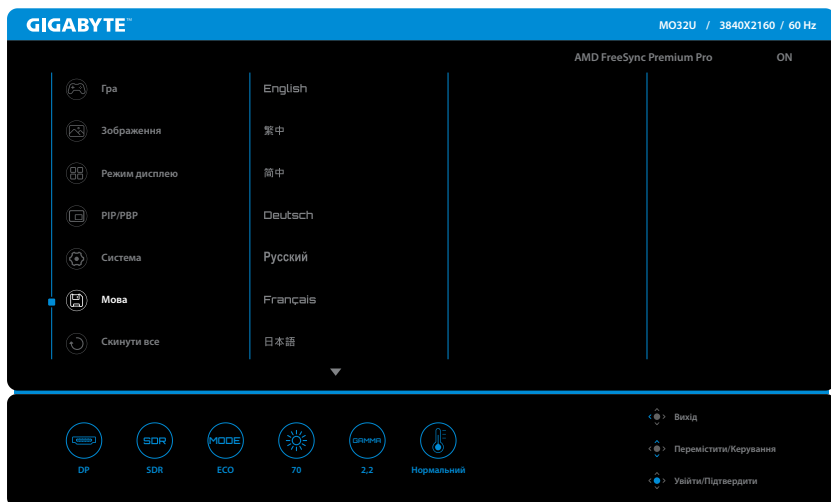 GIGABYTE™
MO32U / 3840X2160 / 60 Hz
AMD FreeSync Premium Pro ON
Гра
Зображення
Режим дисплею
PIP/PBP
Система
Мова
Скинути все
English
繁中
简中
Deutsch
Русский
Français
日本語
DP
SDR
SDR
MODE
ECO
70
GAMMA
2,2
Нормальний
Вихід
Перемістити/Керування
Увійти/Підтвердити